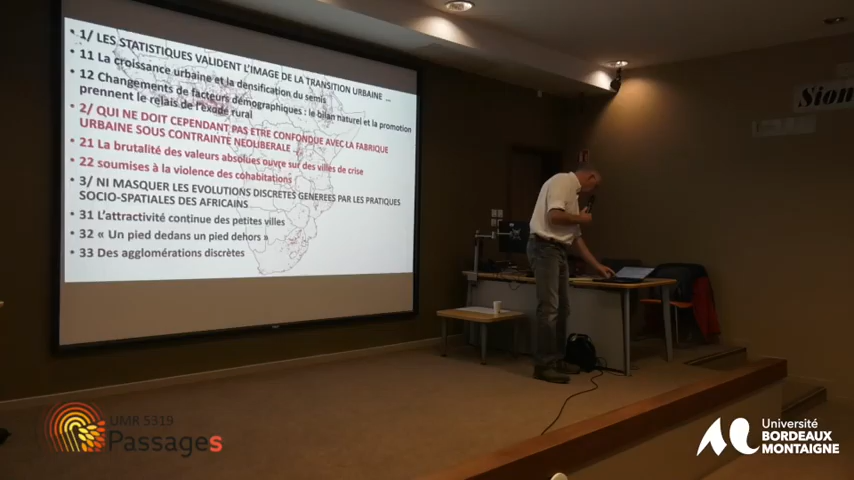 • 1/ LES STATISTIQUES VALIDENT L'IMAGE DE LA TRANSITION URBAINE ...
• 11 La croissance urbaine et la densification du semis
• 12 Changements de facteurs démographiques : le bilan naturel et la promotion
prennent le relais de l'exode rural
• 2/ QUI NE DOIT CEPENDANT PAS ETRE CONFONDUE AVEC LA FABRIQUE
URBAINE SOUS CONTRAINTE NEOLIBERALE
• 21 La brutalité des valeurs absolues ouvre sur des villes de crise
• 22 soumises à la violence des cohabitations
• 3/ NI MASQUER LES EVOLUTIONS DISCRETES GENEREES PAR LES PRATIQUES
SOCIO-SPATIALES DES AFRICAINS
• 31 L'attractivité continue des petites villes
• 32 « Un pied dedans un pied dehors »
• 33 Des agglomérations discrètes
UMR 5319
Passages
Université
BORDEAUX
MONTAIGNE